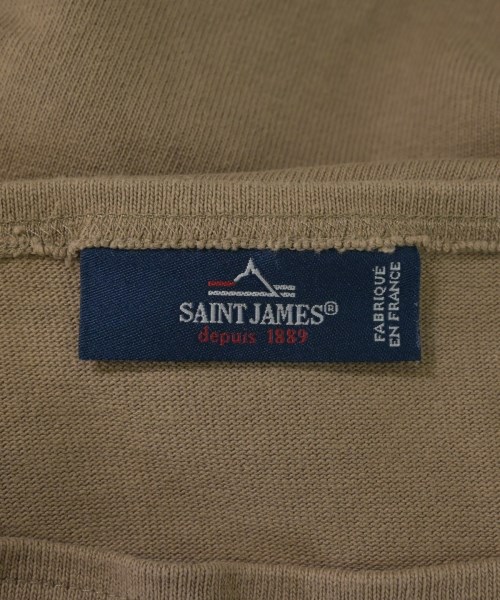 SAINT JAMES®
depuis 1889
FABRIQUÉ
EN FRANCE